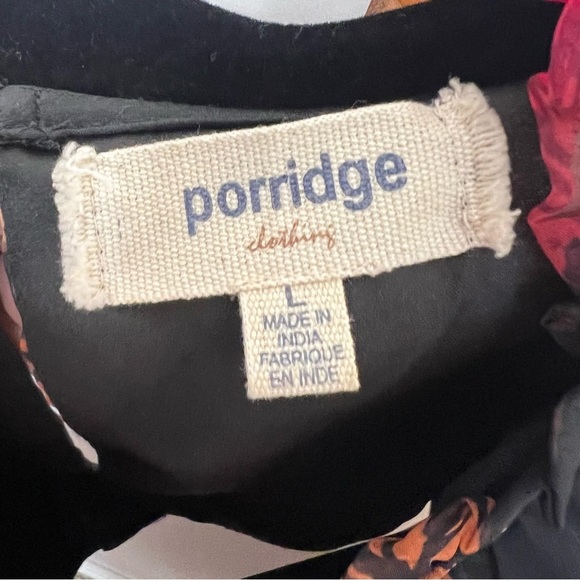 porridge
clothing
L
MADE IN
INDIA
FABRIQUE
EN INDE